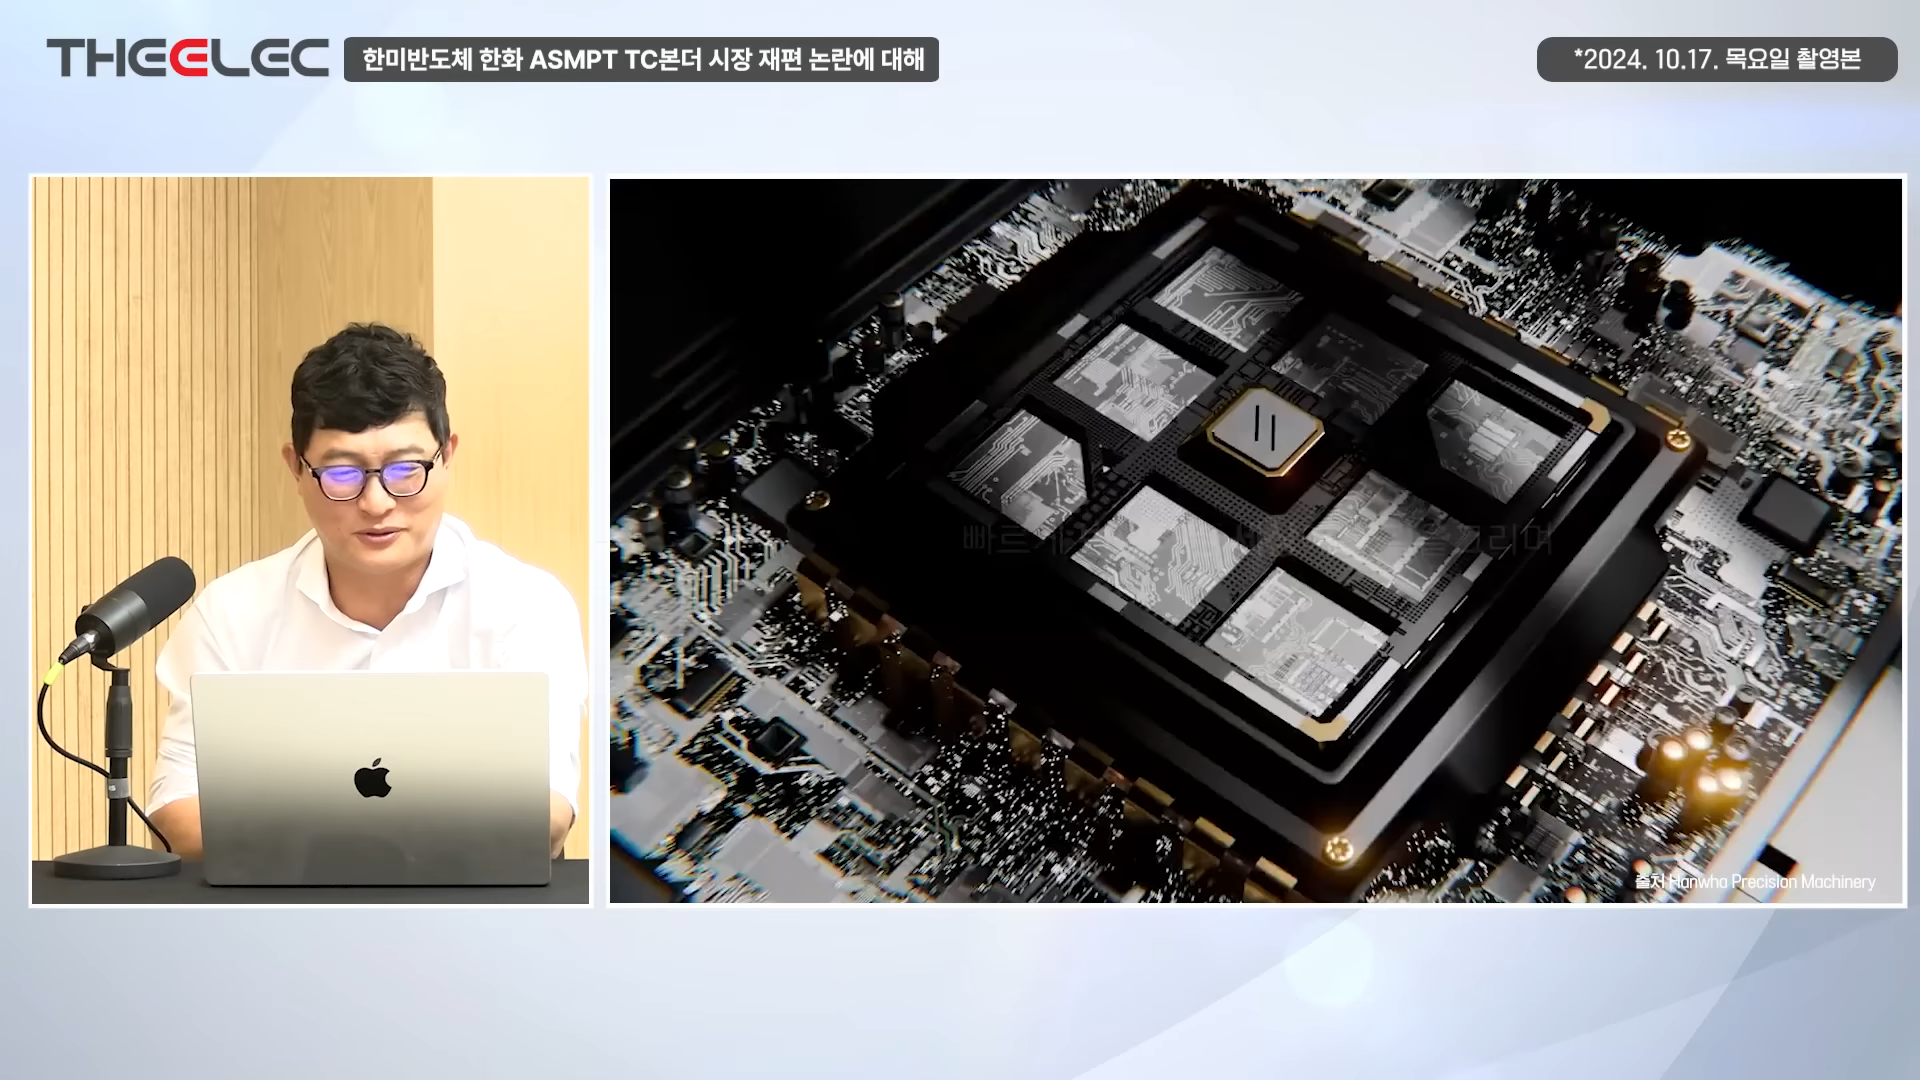 THEELEC
한미반도체 한화 ASMPT TC본더 시장 재편 논란에 대해
*2024. 10.17. 목요일 촬영본
출처 Hanwha Precision Machinery